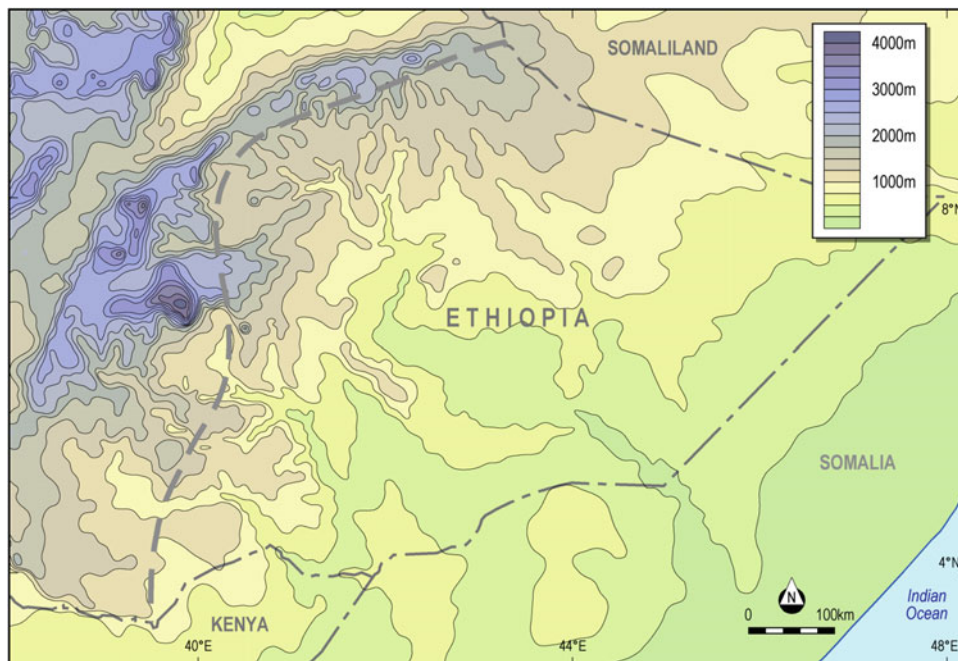 SOMALILAND
4000m
3000m
2000m
1000m
8°N
ETHIOPIA
SOMALIA
4°N
N
0 100km
Indian
Ocean
KENYA
40°E 44°E 48°E